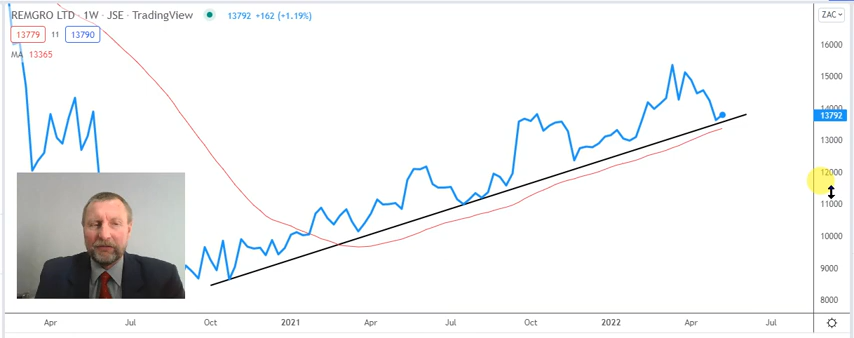 REMGRO LTD · 1W · JSE · TradingView 13792 +162 (+1.19%) ZAC
13779 11 13790
MA 13365
16000
15000
14000
13792
13000
12000
11000
10000
9000
8000
Apr Jul Oct 2021 Apr Jul Oct 2022 Apr Jul